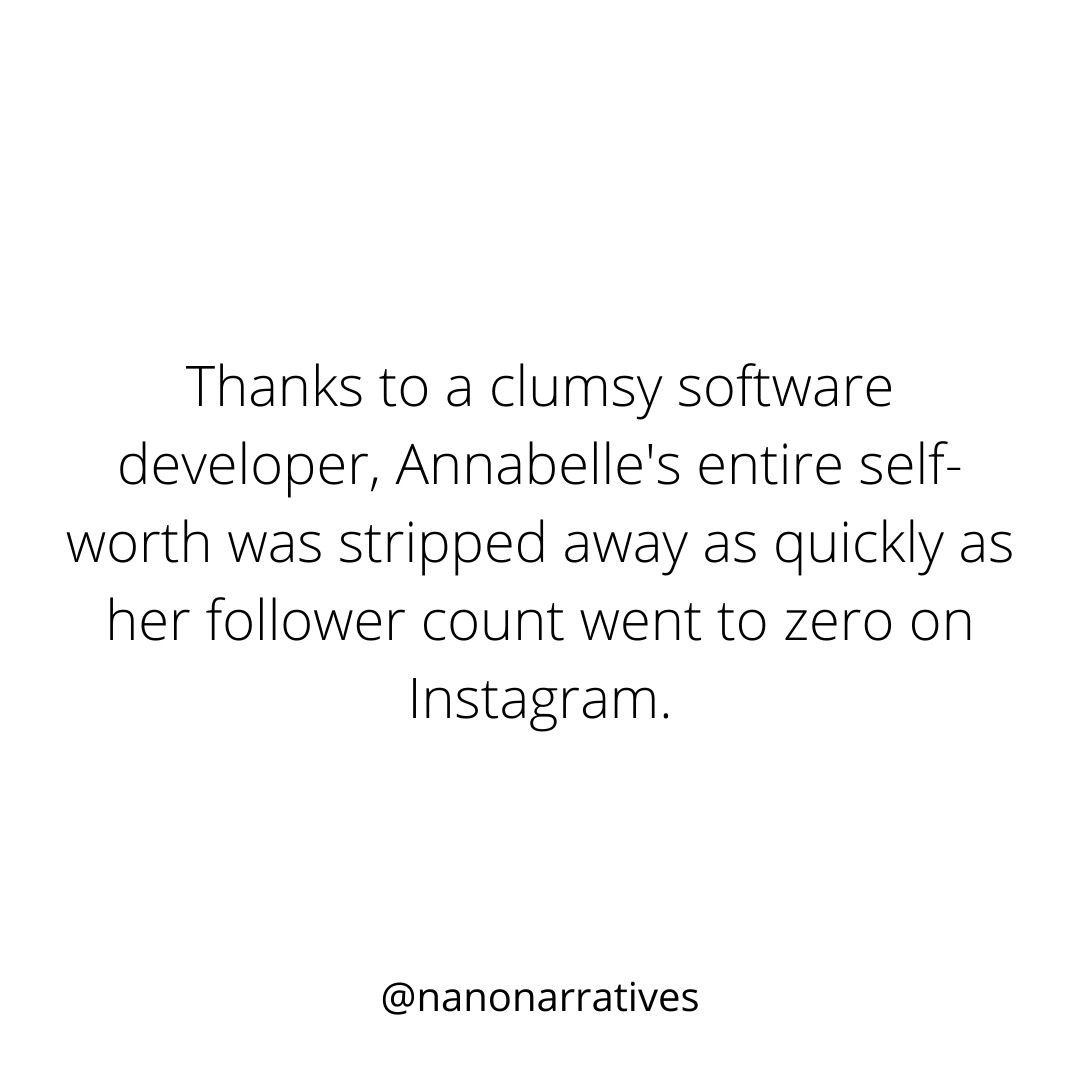 Thanks to a clumsy software
developer, Annabelle's entire self-
worth was stripped away as quickly as
her follower count went to zero on
Instagram.
@nanonarratives